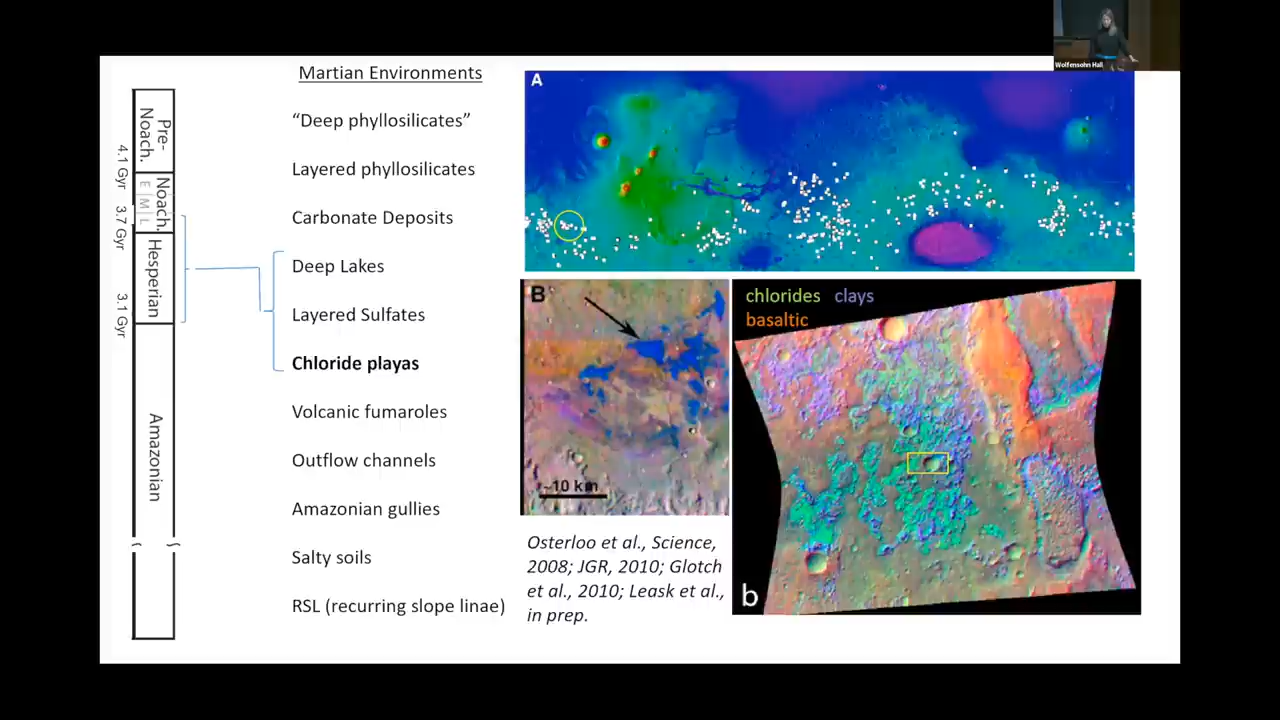 Wolfensohn Hall
Martian Environments
"Deep phyllosilicates"
Layered phyllosilicates
Carbonate Deposits
Deep Lakes
Layered Sulfates
Chloride playas
Volcanic fumaroles
Outflow channels
Amazonian gullies
Salty soils
RSL (recurring slope linae)
Pre-
Noach.
4.1 Gyr
Noach.
E M L
3.7 Gyr
Hesperian
3.1 Gyr
Amazonian
A
B
~10 km
chlorides clays
basaltic
b
Osterloo et al., Science,
2008; JGR, 2010; Glotch
et al., 2010; Leask et al.,
in prep.